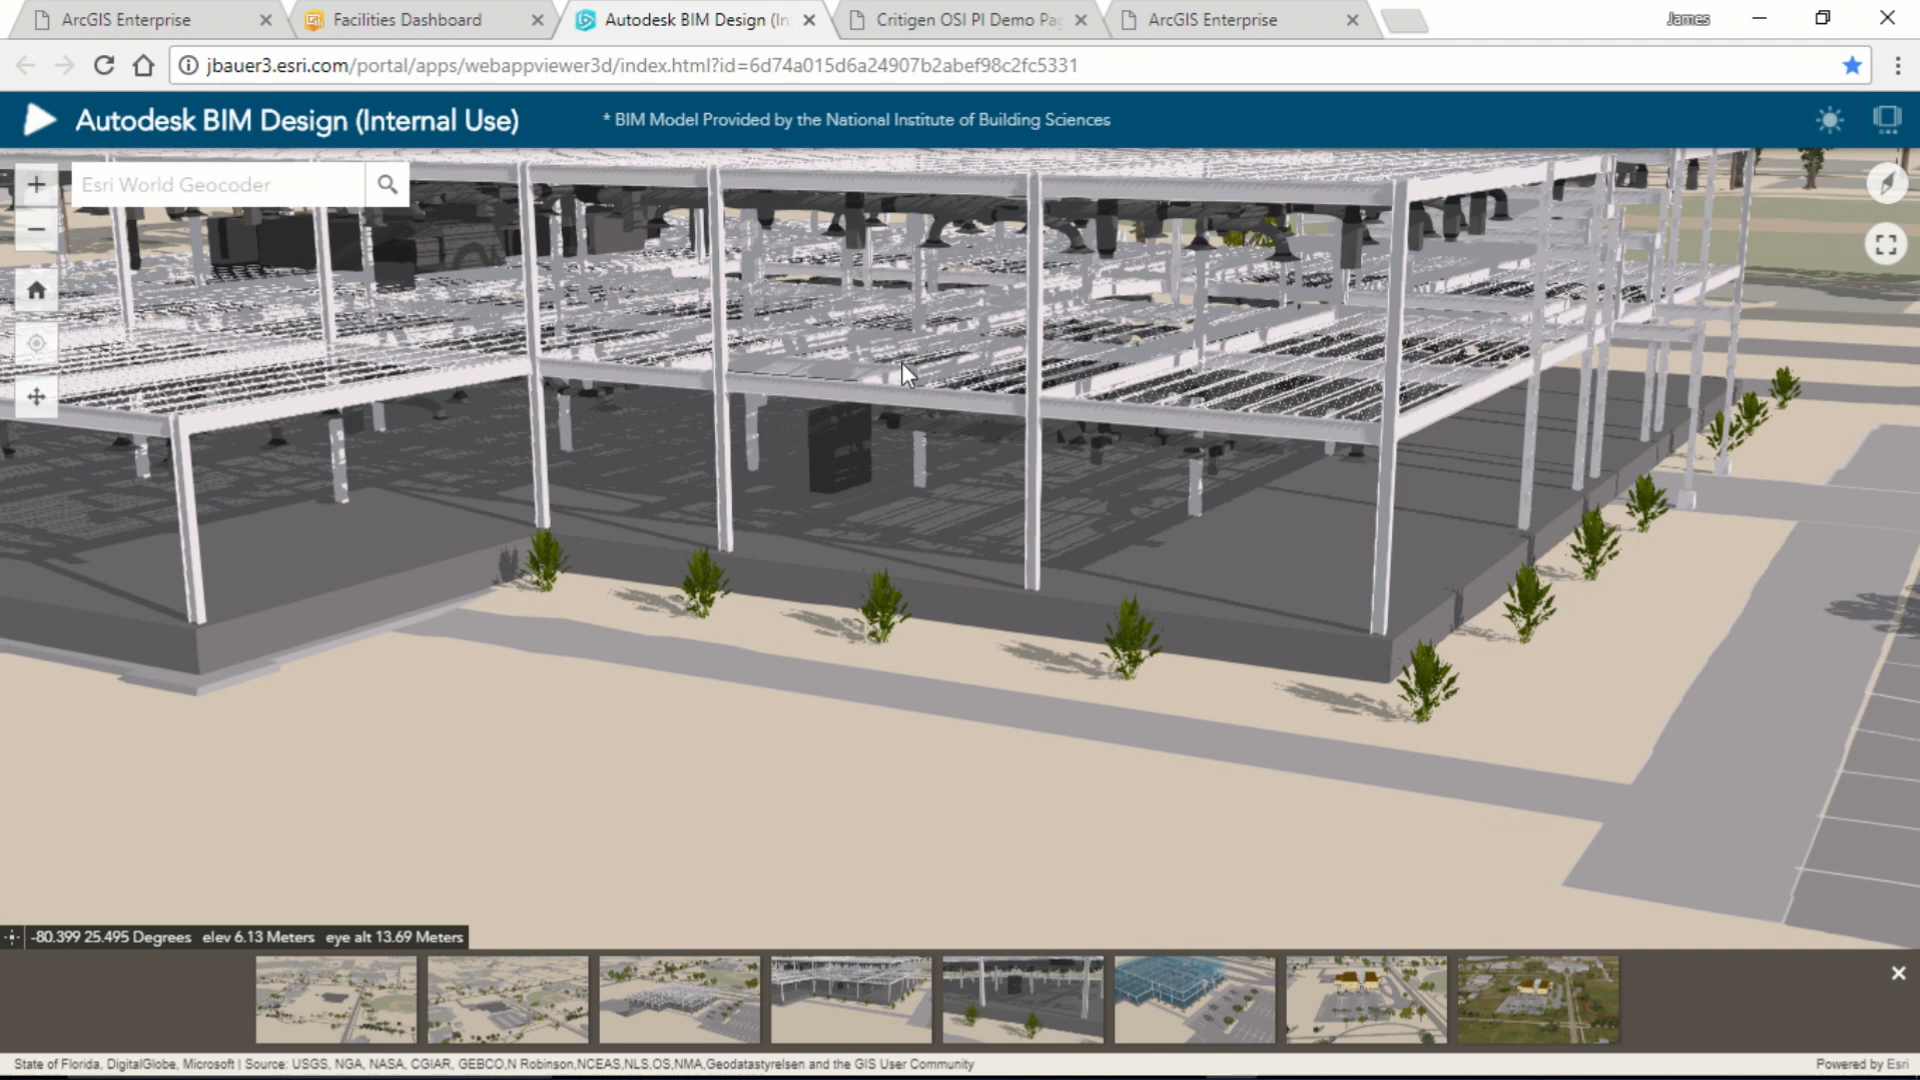 ArcGIS Enterprise
Facilities Dashboard
Autodesk BIM Design (In
Critigen OSI PI Demo Pag
ArcGIS Enterprise
James
jbauer3.esri.com/portal/apps/webappviewer3d/index.html?id=6d74a015d6a24907b2abef98c2fc5331
Autodesk BIM Design (Internal Use)
* BIM Model Provided by the National Institute of Building Sciences
Esri World Geocoder
-80.399 25.495 Degrees elev 6.13 Meters eye alt 13.69 Meters
State of Florida, DigitalGlobe, Microsoft | Source: USGS, NGA, NASA, CGIAR, GEBCO,N Robinson,NCEAS,NLS,OS,NMA,Geodatastyrelsen and the GIS User Community
Powered by Esri